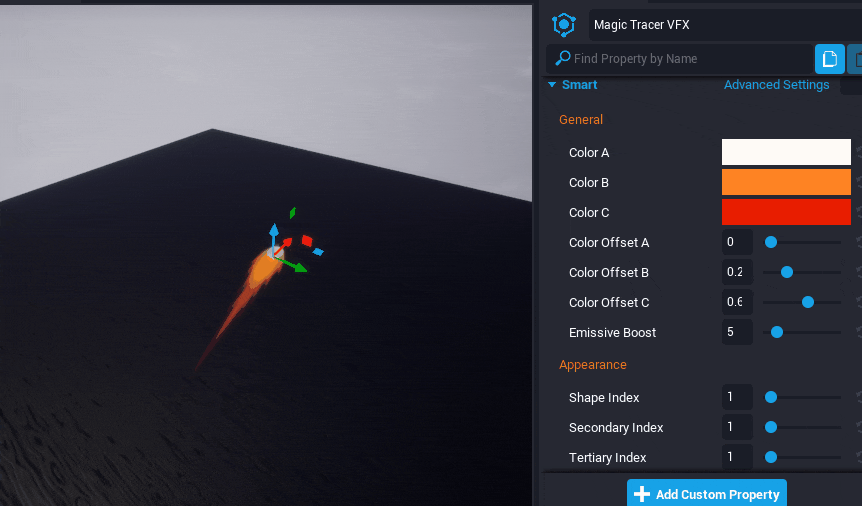 Magic Tracer VFX
Find Property by Name
Smart Advanced Settings
General
Color A
Color B
Color C
Color Offset A 0
Color Offset B 0.2
Color Offset C 0.6
Emissive Boost 5
Appearance
Shape Index 1
Secondary Index 1
Tertiary Index 1
Add Custom Property